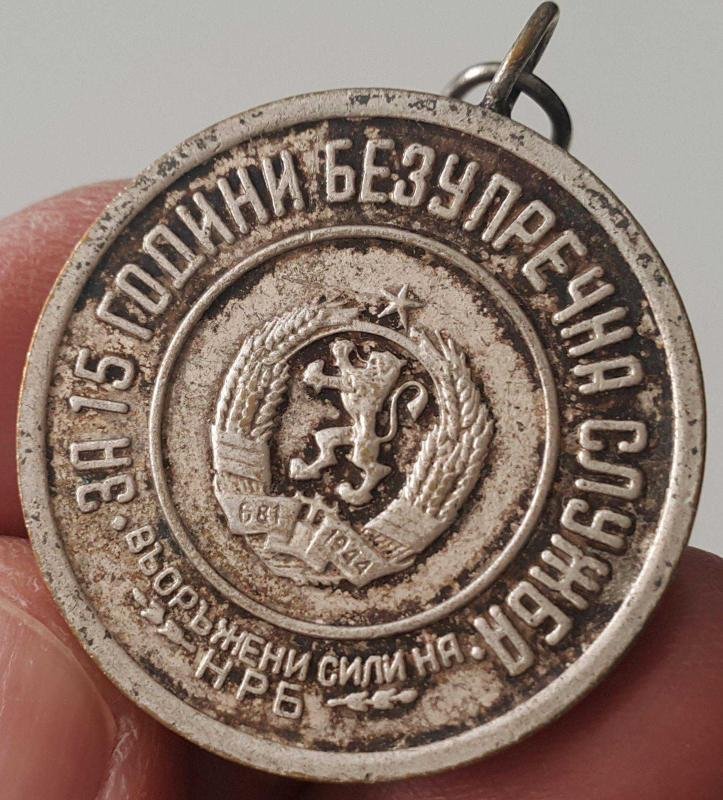 ЗА 15 ГОДИНИ БЕЗУПРЕЧНА СЛУЖБА
·ВЪОРЪЖЕНИ СИЛИ НА·
НРБ
681 1944